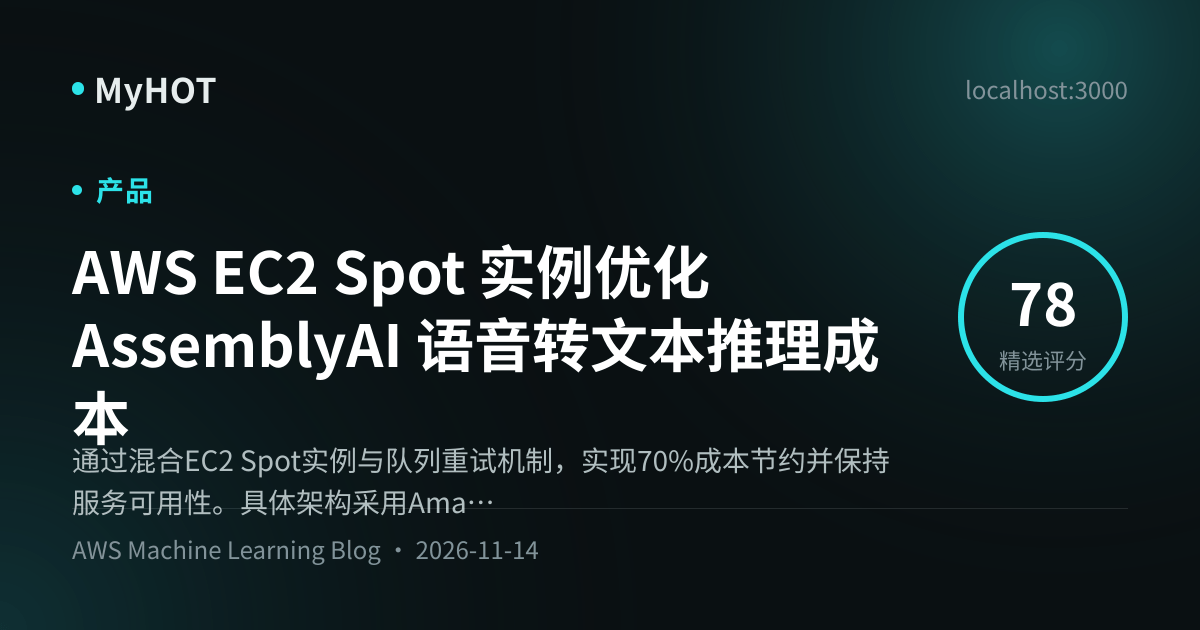 MyHOT
localhost:3000
产品
AWS EC2 Spot 实例优化
AssemblyAI 语音转文本推理成
本
78
精选评分
通过混合EC2 Spot实例与队列重试机制，实现70%成本节约并保持
服务可用性。具体架构采用Ama…
AWS Machine Learning Blog • 2026-11-14